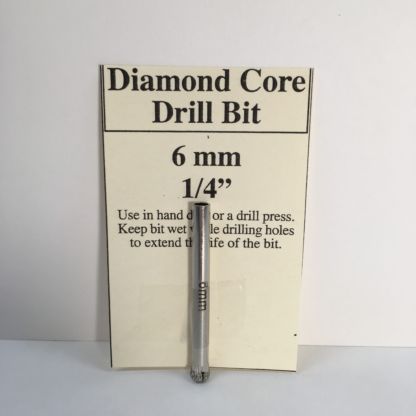 Diamond Core
Drill Bit
6 mm
1/4”
Use in hand or a drill press.
Keep bit wet drilling holes
to extend of the bit.
6mm